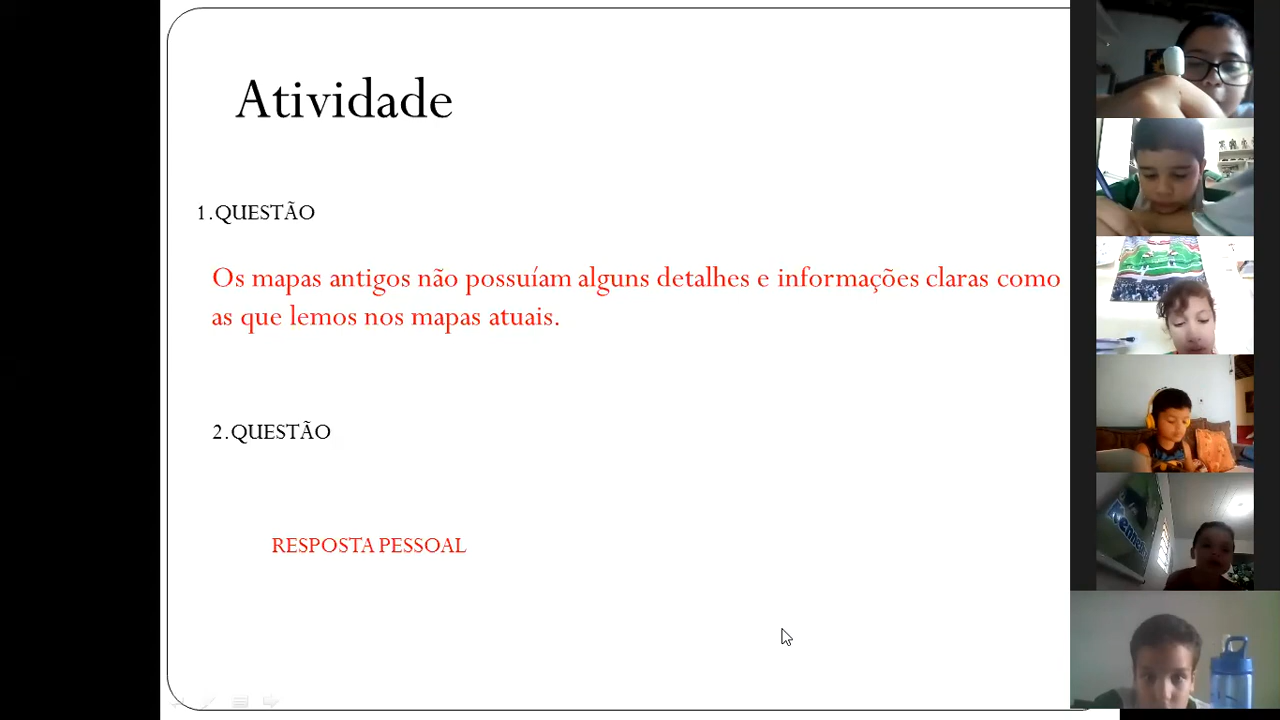 Atividade
1.QUESTÃO
Os mapas antigos não possuíam alguns detalhes e informações claras como
as que lemos nos mapas atuais.
2.QUESTÃO
RESPOSTA PESSOAL